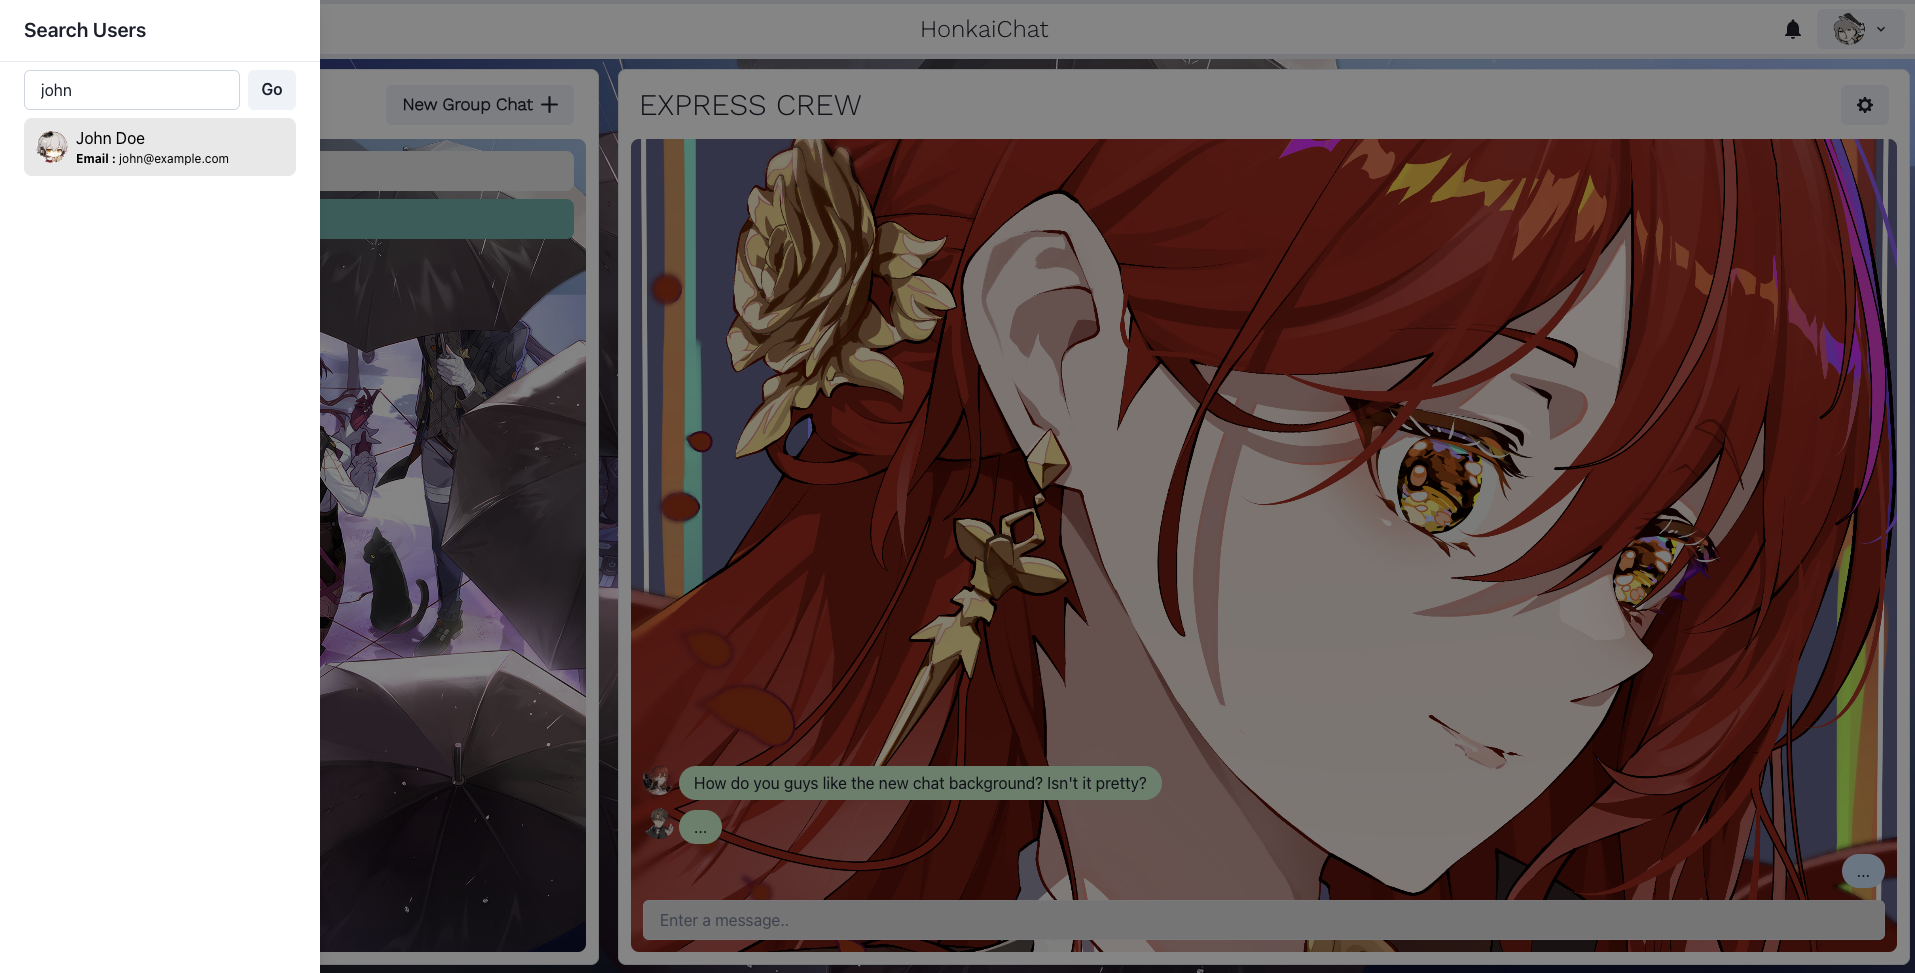 Search Users
john
Go
John Doe
Email : john@example.com
HonkaiChat
New Group Chat
EXPRESS CREW
How do you guys like the new chat background? Isn't it pretty?
...
...
Enter a message..